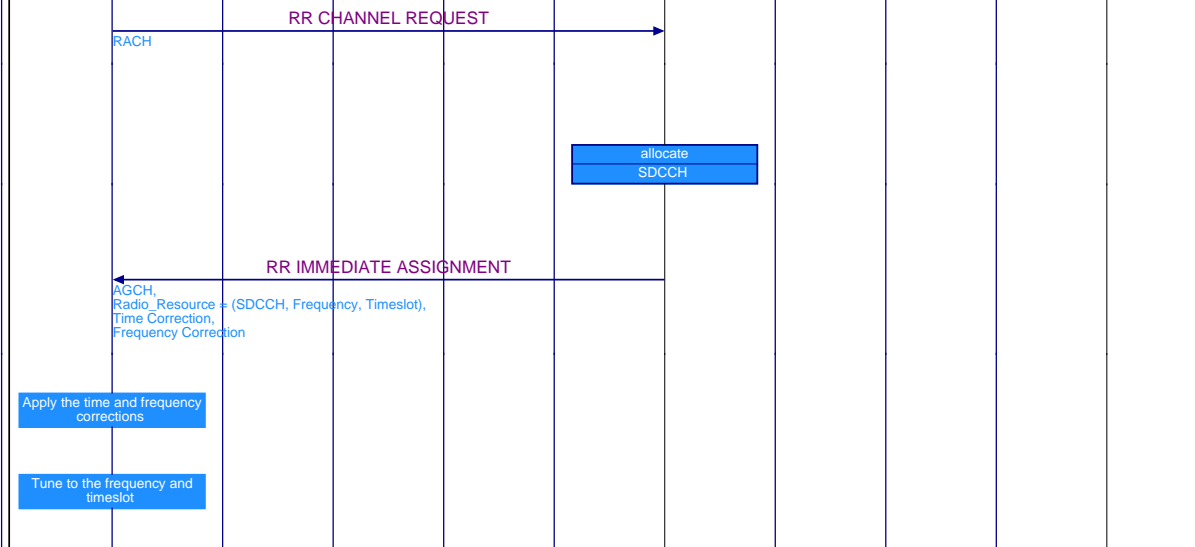 RR CHANNEL REQUEST
RACH
allocate
SDCCH
RR IMMEDIATE ASSIGNMENT
AGCH,
Radio_Resource = (SDCCH, Frequency, Timeslot),
Time Correction,
Frequency Correction
Apply the time and frequency
corrections
Tune to the frequency and
timeslot